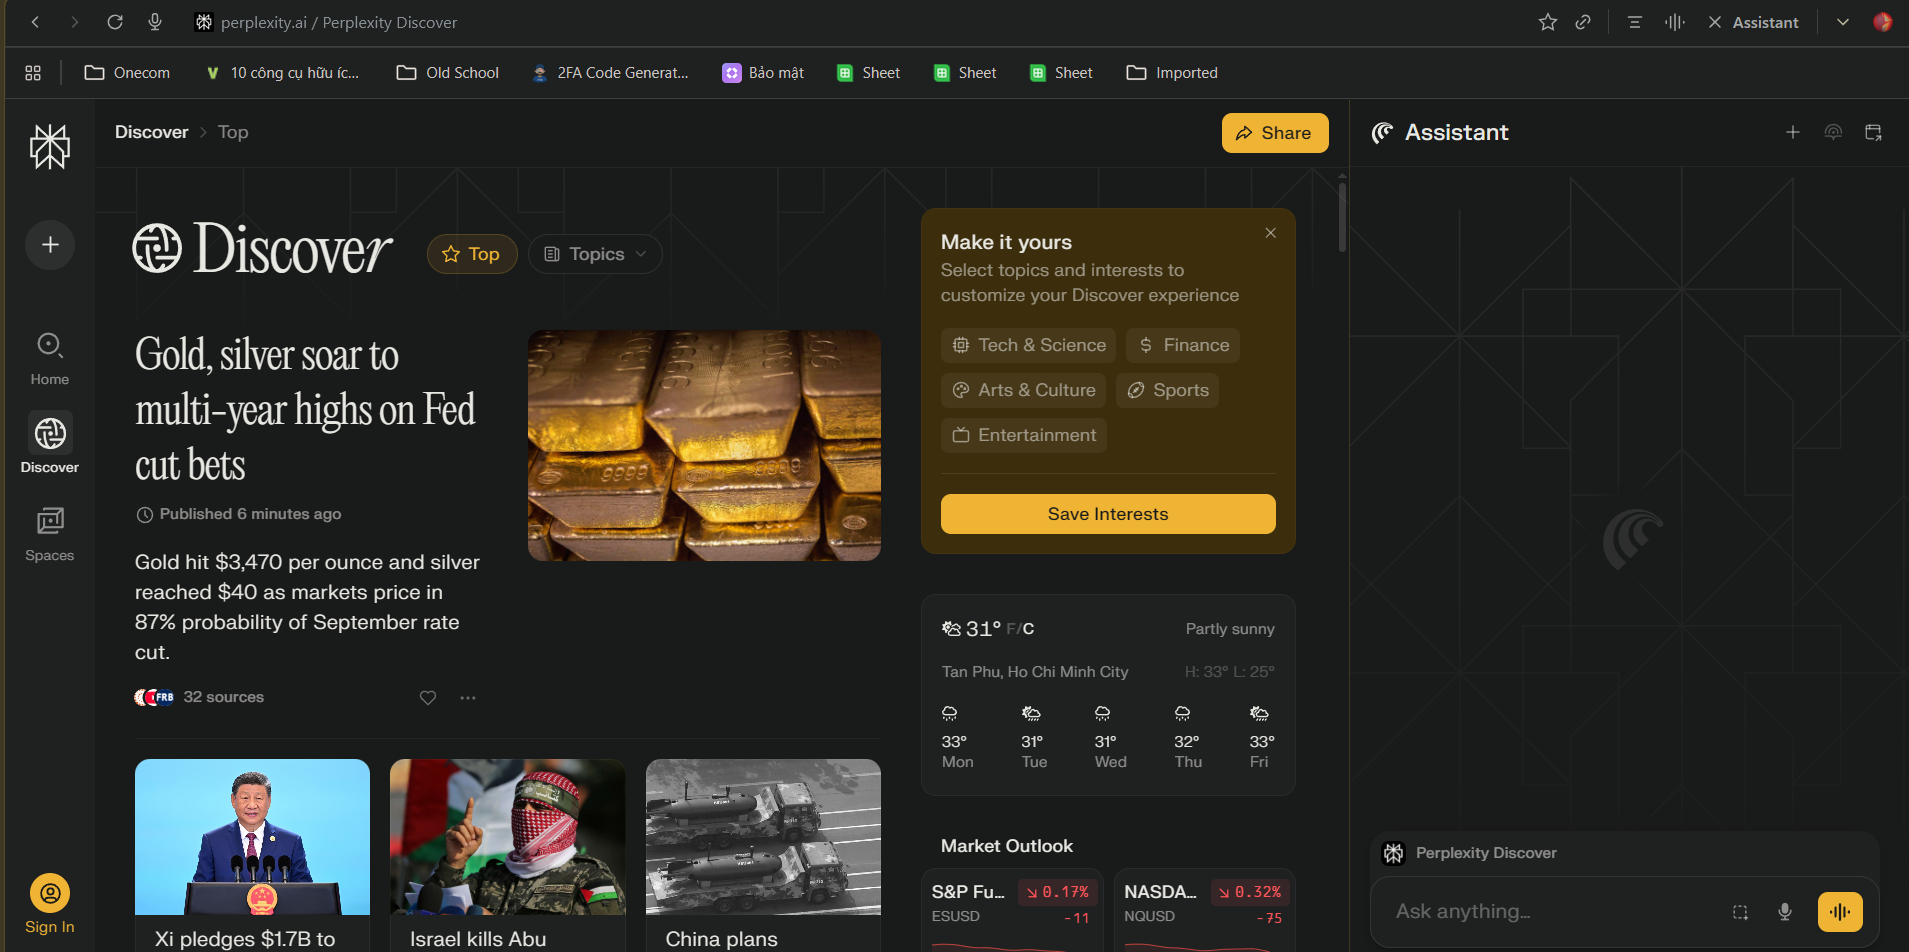 perplexity.ai / Perplexity Discover
Assistant
Onecom
10 công cụ hữu íc...
Old School
2FA Code Generat...
Bảo mật
Sheet
Sheet
Sheet
Imported
Discover > Top
Share
Assistant
Discover
Top
Topics
Home
Discover
Spaces
Sign In
Gold, silver soar to
multi-year highs on Fed
cut bets
Published 6 minutes ago
Gold hit $3,470 per ounce and silver
reached $40 as markets price in
87% probability of September rate
cut.
FRB
32 sources
9999
9999
Make it yours
Select topics and interests to
customize your Discover experience
Tech & Science
Finance
Arts & Culture
Sports
Entertainment
Save Interests
31° F/C
Partly sunny
Tan Phu, Ho Chi Minh City
H: 33° L: 25°
33° 31° 31° 32° 33°
Mon Tue Wed Thu Fri
Market Outlook
S&P Fu... ↘ 0.17%
ESUSD -11
NASDA... ↘ 0.32%
NQUSD -75
Xi pledges $1.7B to
Israel kills Abu
China plans
Perplexity Discover
Ask anything...